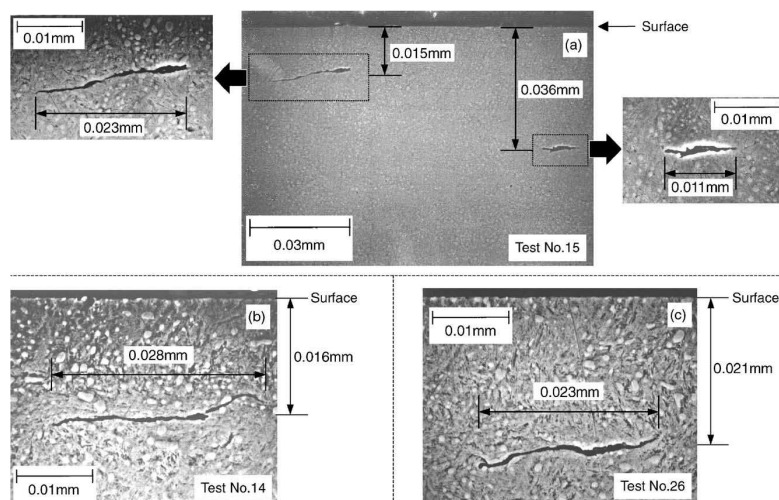 0.01mm
0.023mm
(a)
0.015mm
0.036mm
Surface
0.01mm
0.011mm
0.03mm
Test No.15
(b)
Surface
0.028mm
0.016mm
0.01mm
Test No.14
(c)
Surface
0.01mm
0.021mm
0.023mm
Test No.26